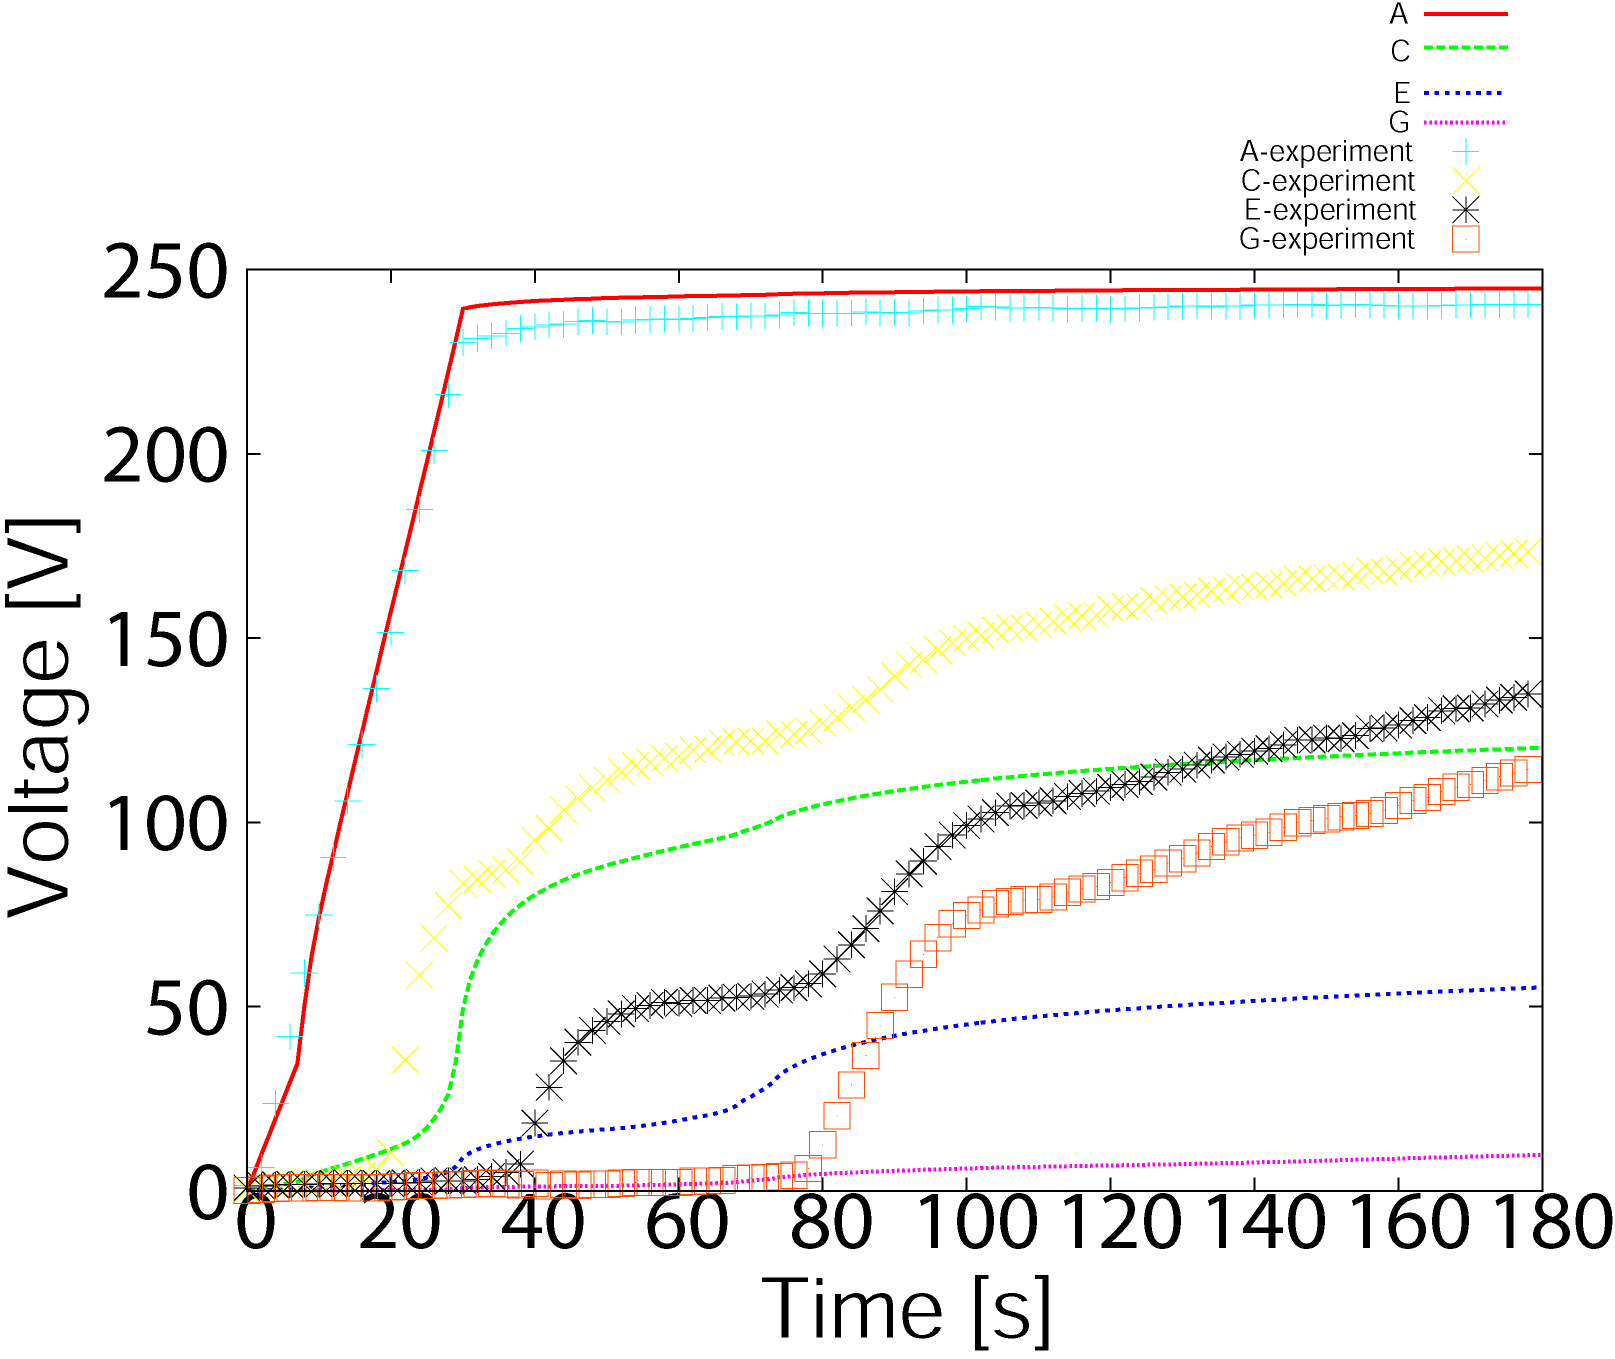 A
C
E
G
A-experiment
C-experiment
E-experiment
G-experiment
250
200
150
100
50
0
0 20 40 60 80 100 120 140 160 180
Voltage [V]
Time [s]